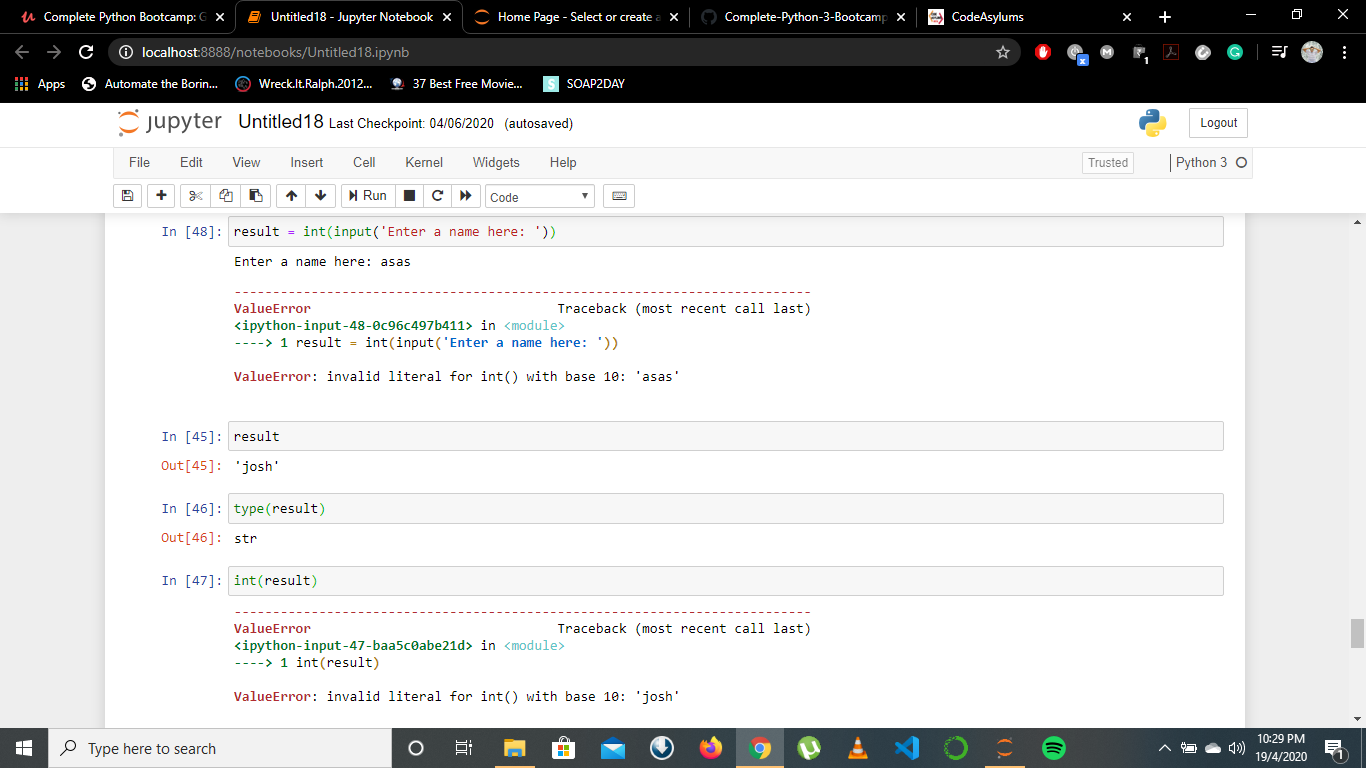 Complete Python Bootcamp: G
Untitled18 - Jupyter Notebook
Home Page - Select or create a
Complete-Python-3-Bootcamp
CodeAsylums
localhost:8888/notebooks/Untitled18.ipynb
Apps
Automate the Borin...
Wreck.It.Ralph.2012...
37 Best Free Movie...
S
SOAP2DAY
jupyter Untitled18 Last Checkpoint: 04/06/2020 (autosaved)
Logout
File Edit View Insert Cell Kernel Widgets Help
Trusted
Python 3
Run
Code
In [48]: result = int(input('Enter a name here: '))
Enter a name here: asas
---------------------------------------------------------------------------
ValueError Traceback (most recent call last)
<ipython-input-48-0c96c497b411> in <module>
----> 1 result = int(input('Enter a name here: '))
ValueError: invalid literal for int() with base 10: 'asas'
In [45]: result
Out[45]: 'josh'
In [46]: type(result)
Out[46]: str
In [47]: int(result)
---------------------------------------------------------------------------
ValueError Traceback (most recent call last)
<ipython-input-47-baa5c0abe21d> in <module>
----> 1 int(result)
ValueError: invalid literal for int() with base 10: 'josh'
Type here to search
10:29 PM
19/4/2020
1